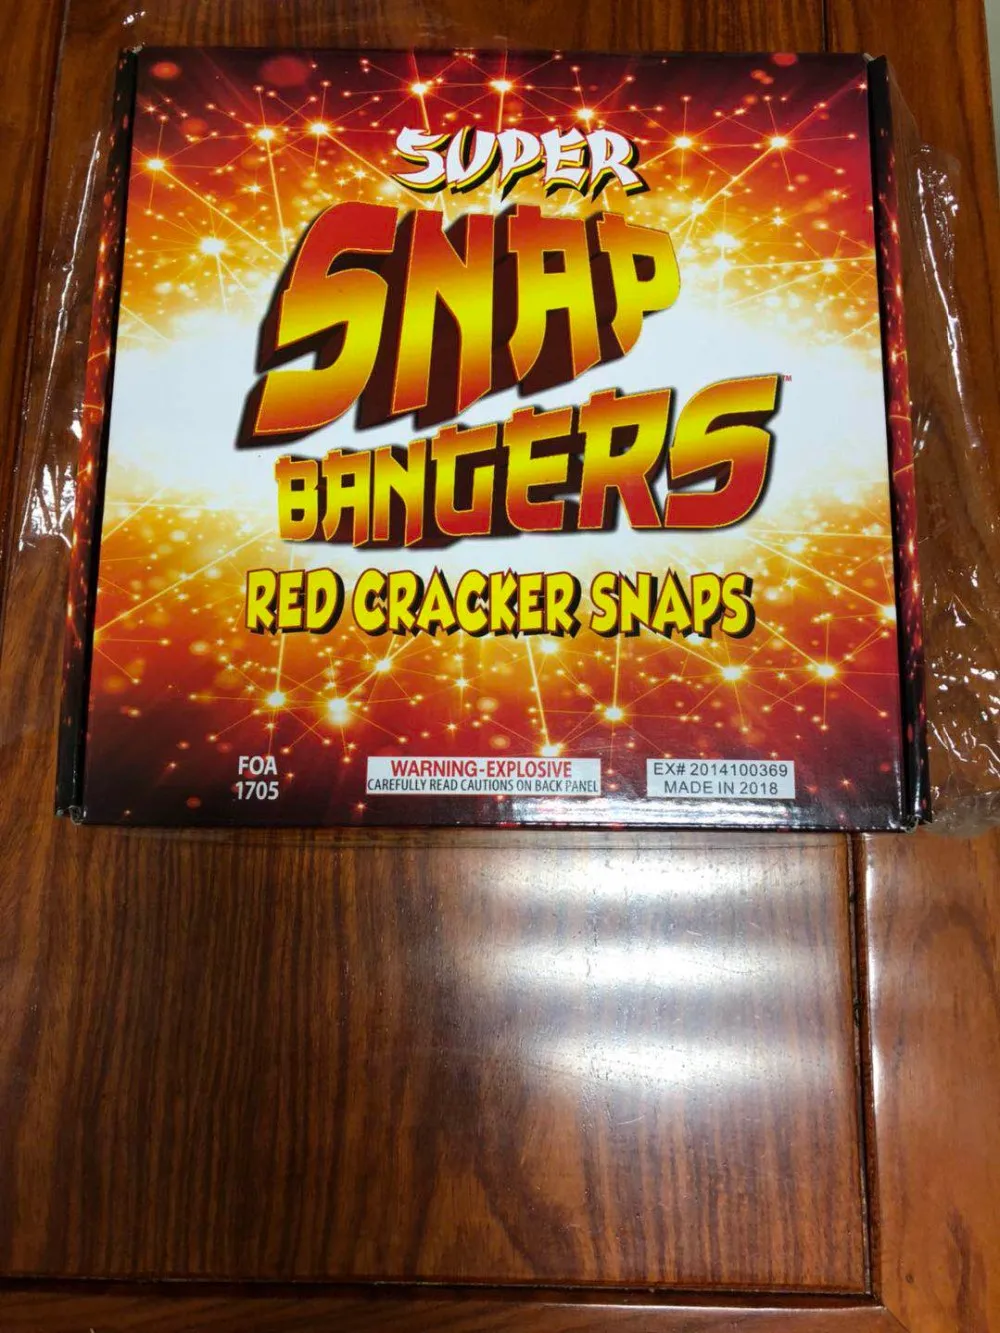 SUPER
SNAP
BANGERS™
RED CRACKER SNAPS
FOA
1705
WARNING-EXPLOSIVE
CAREFULLY READ CAUTIONS ON BACK PANEL
EX# 2014100369
MADE IN 2018